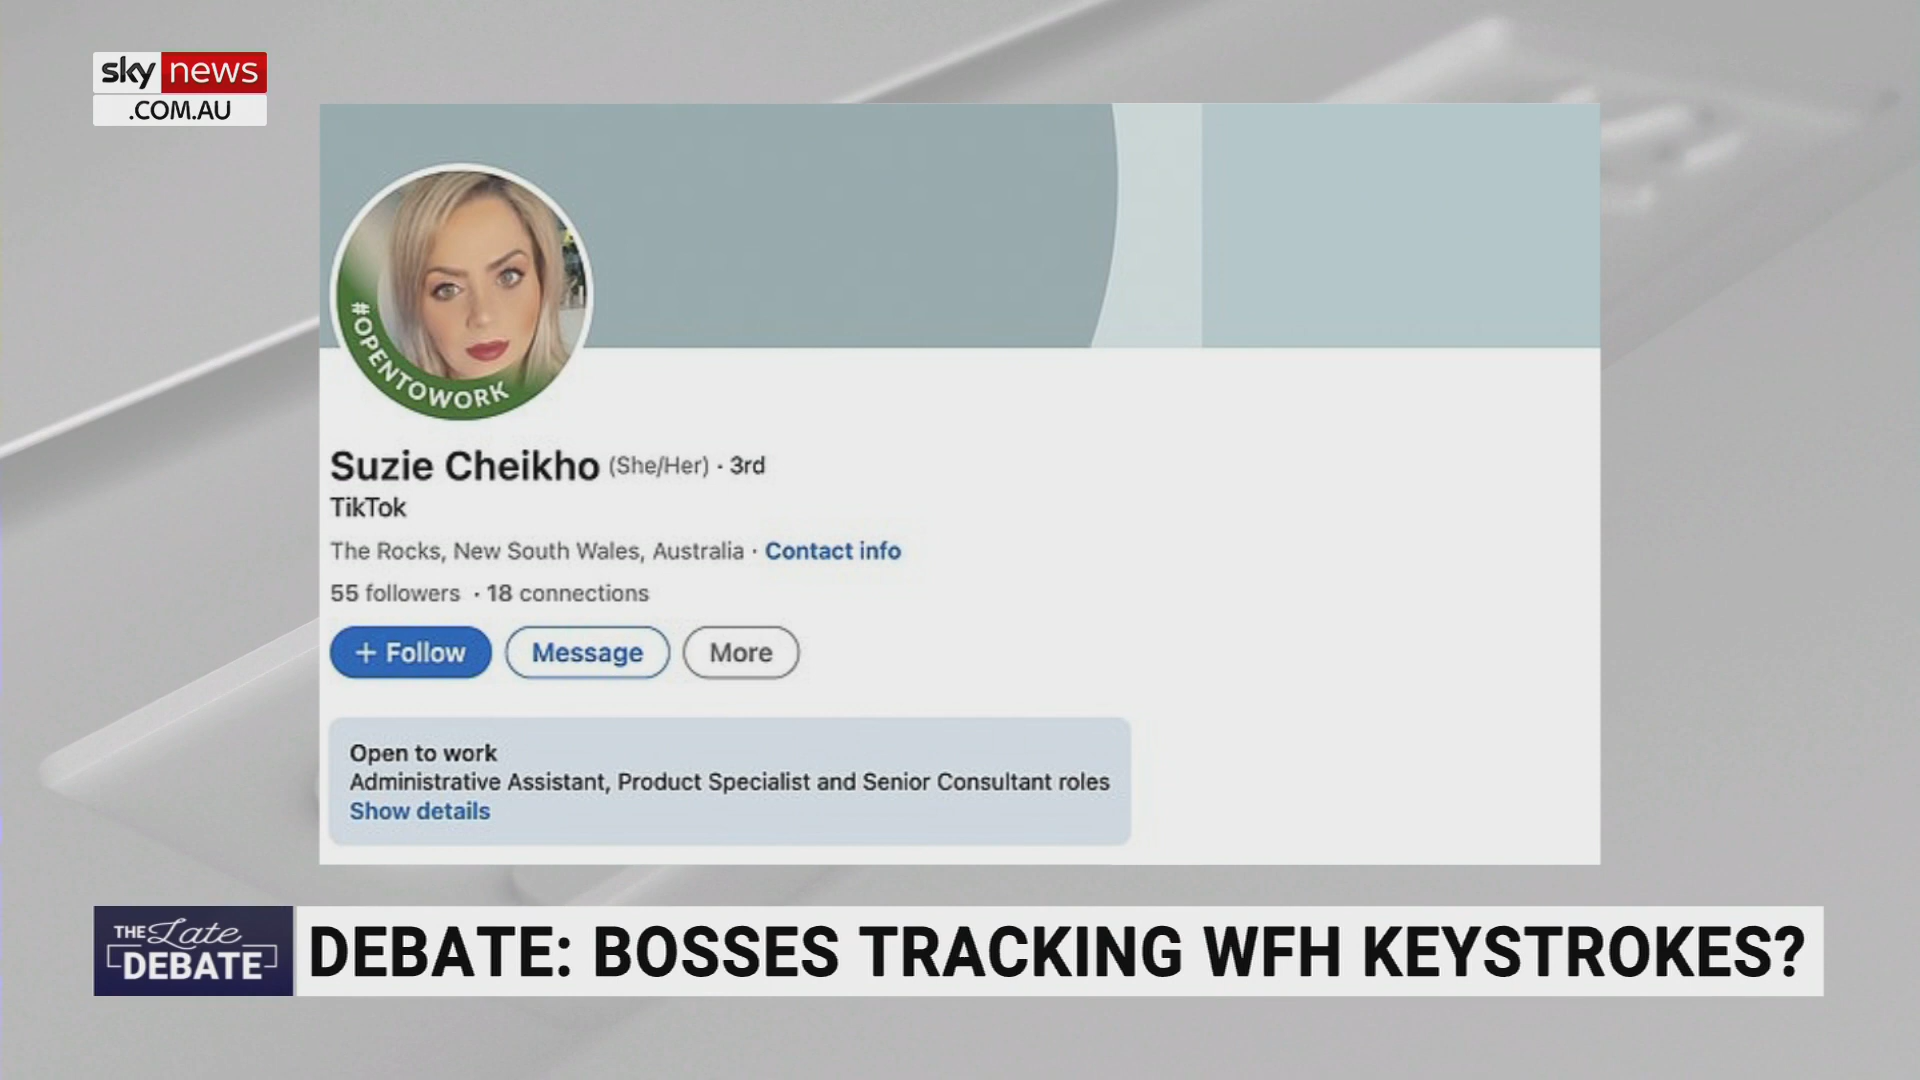 sky news
.COM.AU
#OPENTOWORK
Suzie Cheikho (She/Her) · 3rd
TikTok
The Rocks, New South Wales, Australia · Contact info
55 followers · 18 connections
+ Follow Message More
Open to work
Administrative Assistant, Product Specialist and Senior Consultant roles
Show details
THE Late DEBATE
DEBATE: BOSSES TRACKING WFH KEYSTROKES?